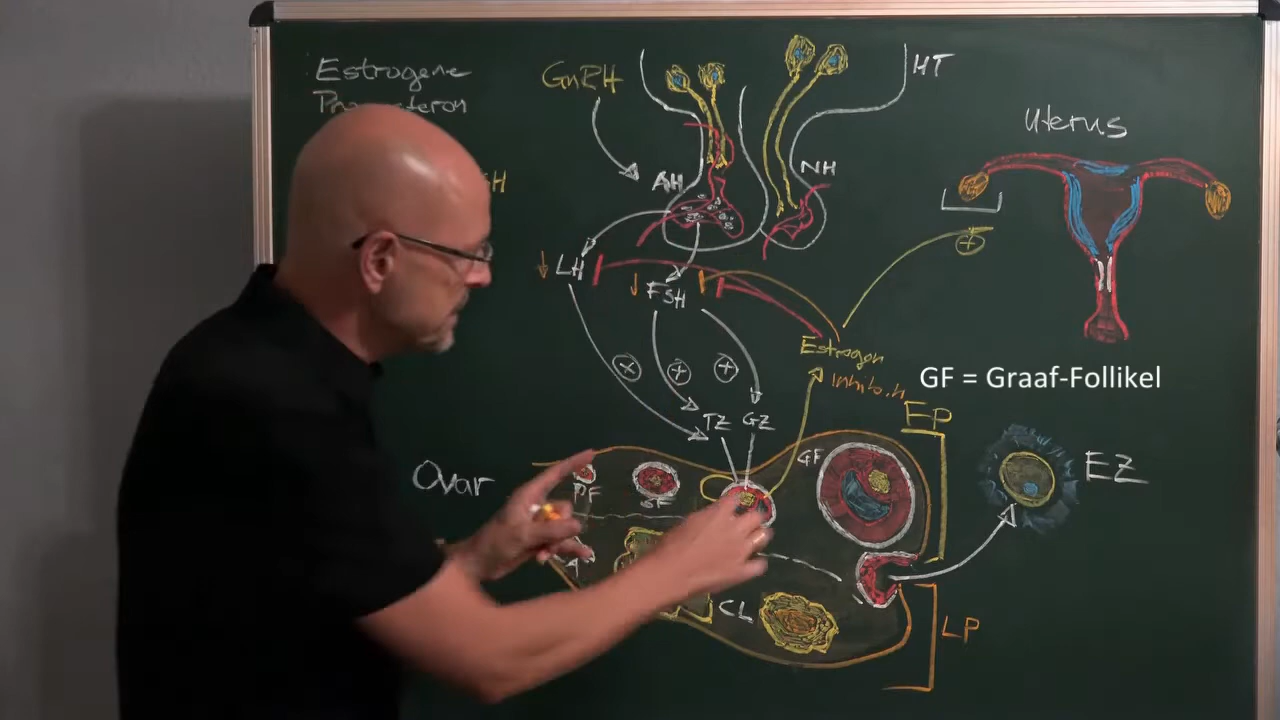 Estrogene
GnRH
HT
Uterus
H
AH
NH
LH
FSH
Estrogen
GF = Graaf-Follikel
EP
TZ
GZ
GF
EZ
Ovar
PF
SF
CL
LP